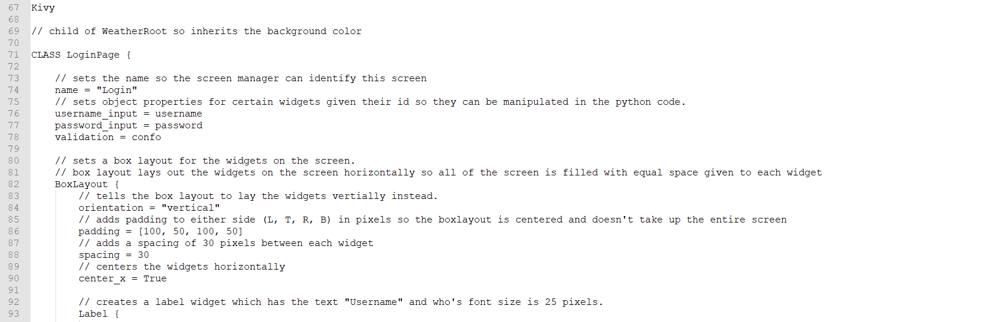 67 Kivy
68
69 // child of WeatherRoot so inherits the background color
70
71 CLASS LoginPage {
72
73 // sets the name so the screen manager can identify this screen
74 name = "Login"
75 // sets object properties for certain widgets given their id so they can be manipulated in the python code.
76 username_input = username
77 password_input = password
78 validation = confo
79
80 // sets a box layout for the widgets on the screen.
81 // box layout lays out the widgets on the screen horizontally so all of the screen is filled with equal space given to each widget
82 BoxLayout {
83 // tells the box layout to lay the widgets vertially instead.
84 orientation = "vertical"
85 // adds padding to either side (L, T, R, B) in pixels so the boxlayout is centered and doesn't take up the entire screen
86 padding = [100, 50, 100, 50]
87 // adds a spacing of 30 pixels between each widget
88 spacing = 30
89 // centers the widgets horizontally
90 center_x = True
91
92 // creates a label widget which has the text "Username" and who's font size is 25 pixels.
93 Label {